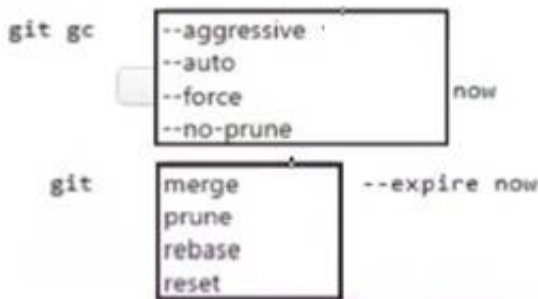 git gc
--aggressive
--auto
--force
--no-prune
now
git
merge
prune
rebase
reset
--expire now